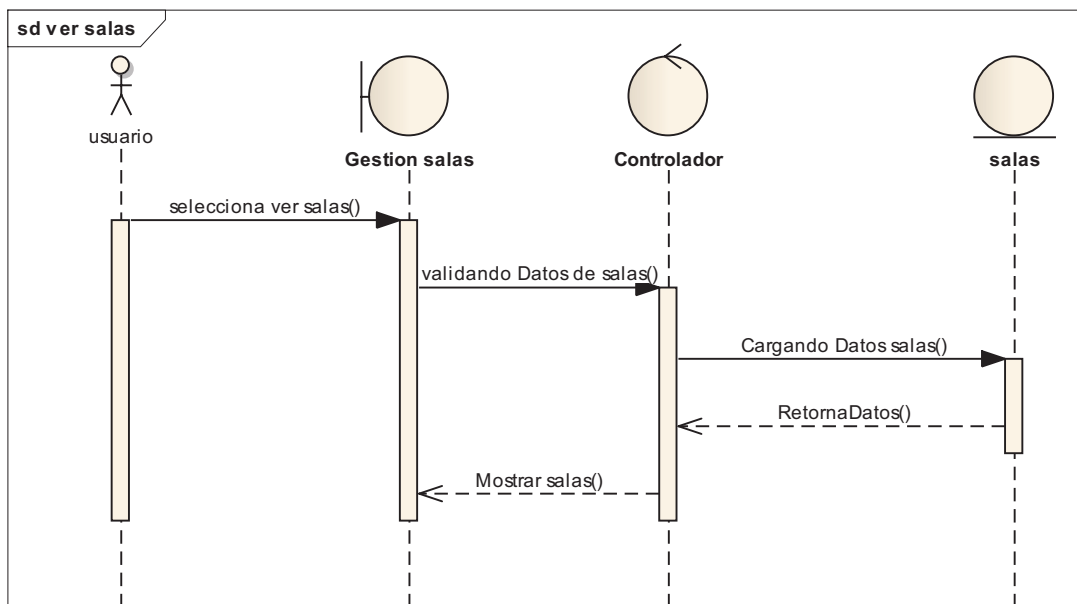 sd ver salas
usuario
Gestion salas
Controlador
salas
selecciona ver salas()
validando Datos de salas()
Cargando Datos salas()
RetornaDatos()
Mostrar salas()